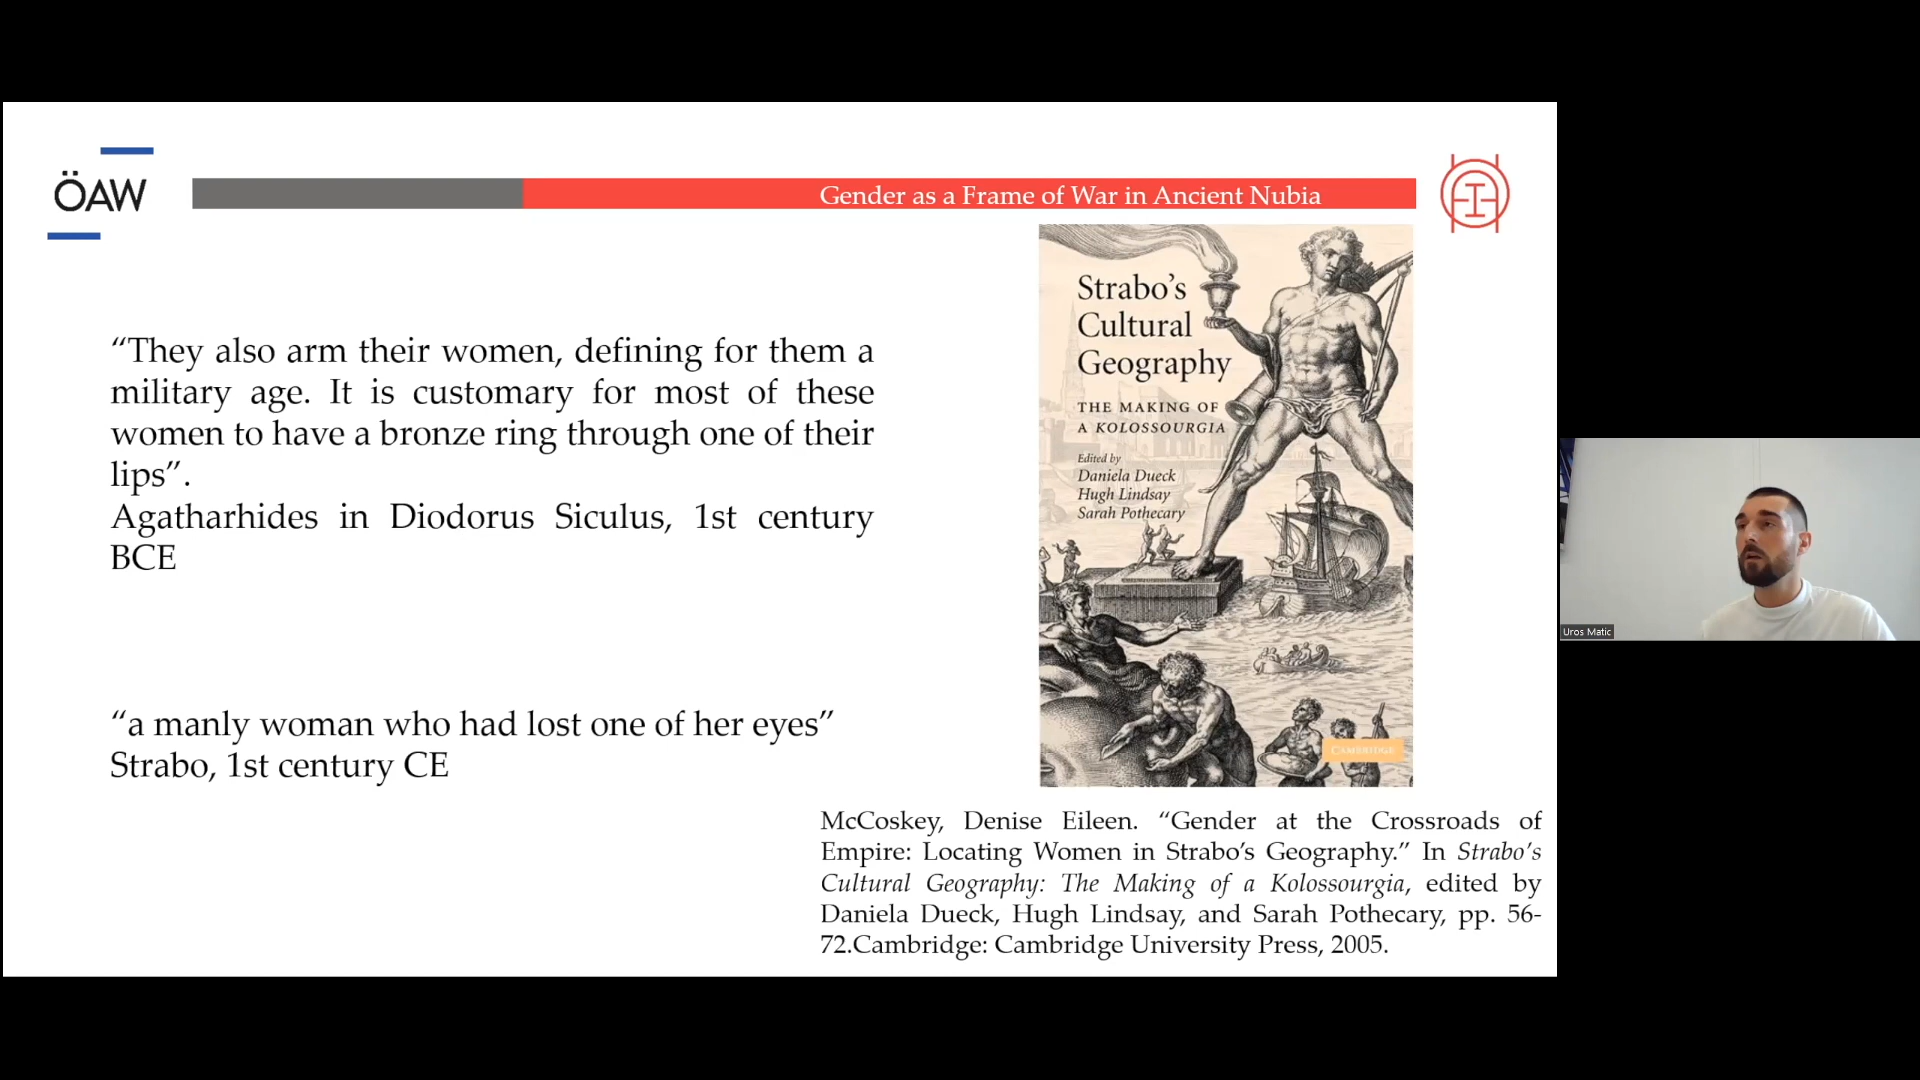 ÖAW
Gender as a Frame of War in Ancient Nubia
“They also arm their women, defining for them a
military age. It is customary for most of these
women to have a bronze ring through one of their
lips”.
Agatharhides in Diodorus Siculus, 1st century
BCE
“a manly woman who had lost one of her eyes”
Strabo, 1st century CE
Strabo’s
Cultural
Geography
THE MAKING OF
A KOLOSSOURGIA
Edited by
Daniela Dueck
Hugh Lindsay
Sarah Pothecary
CAMBRIDGE
McCoskey, Denise Eileen. “Gender at the Crossroads of
Empire: Locating Women in Strabo’s Geography.” In Strabo’s
Cultural Geography: The Making of a Kolossourgia, edited by
Daniela Dueck, Hugh Lindsay, and Sarah Pothecary, pp. 56-
72.Cambridge: Cambridge University Press, 2005.
Uros Matic